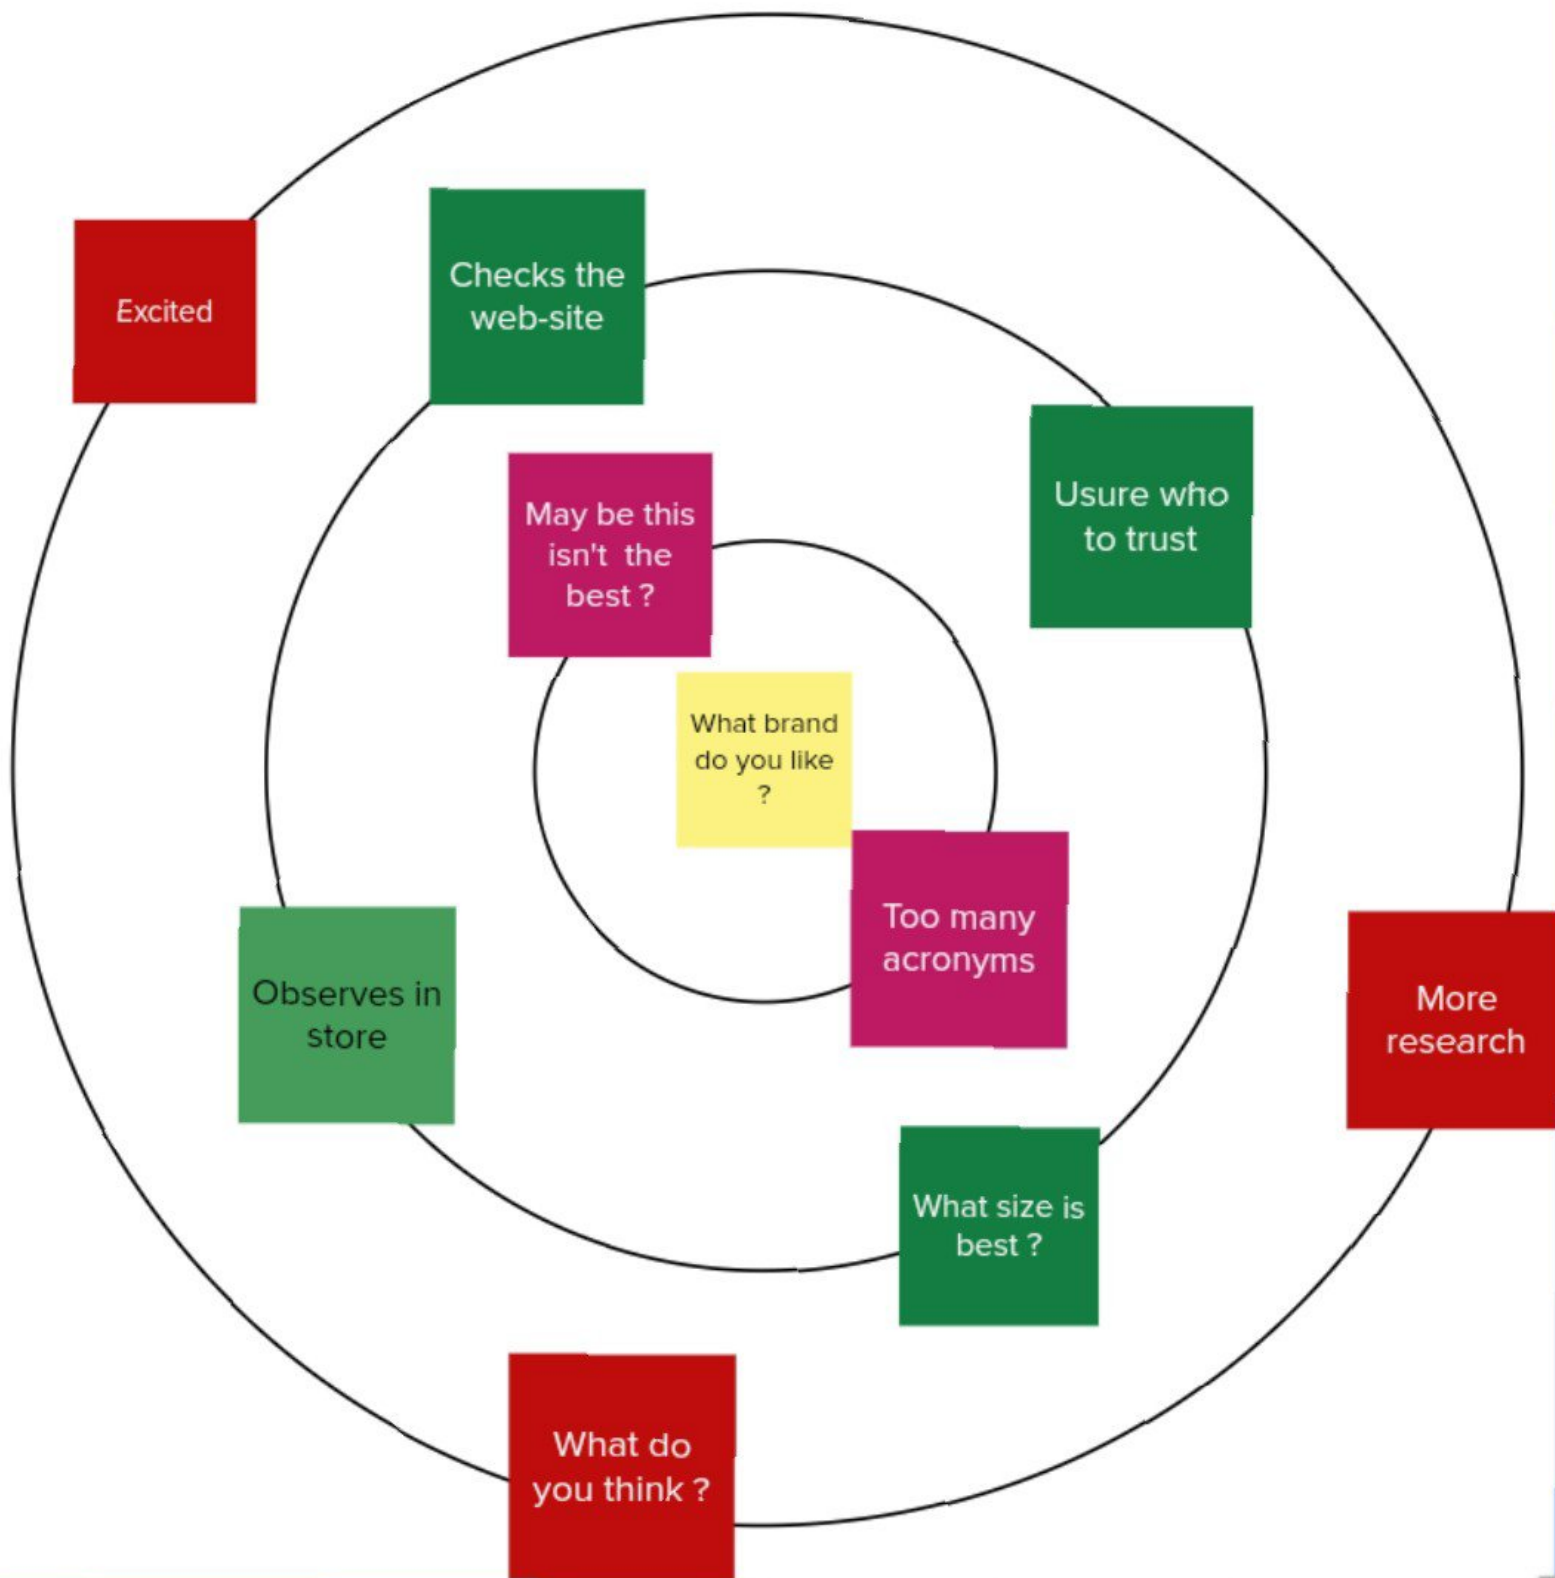 Excited
Checks the
web-site
Usure who
to trust
May be this
isn't the
best ?
What brand
do you like
?
Too many
acronyms
Observes in
store
More
research
What size is
best ?
What do
you think ?